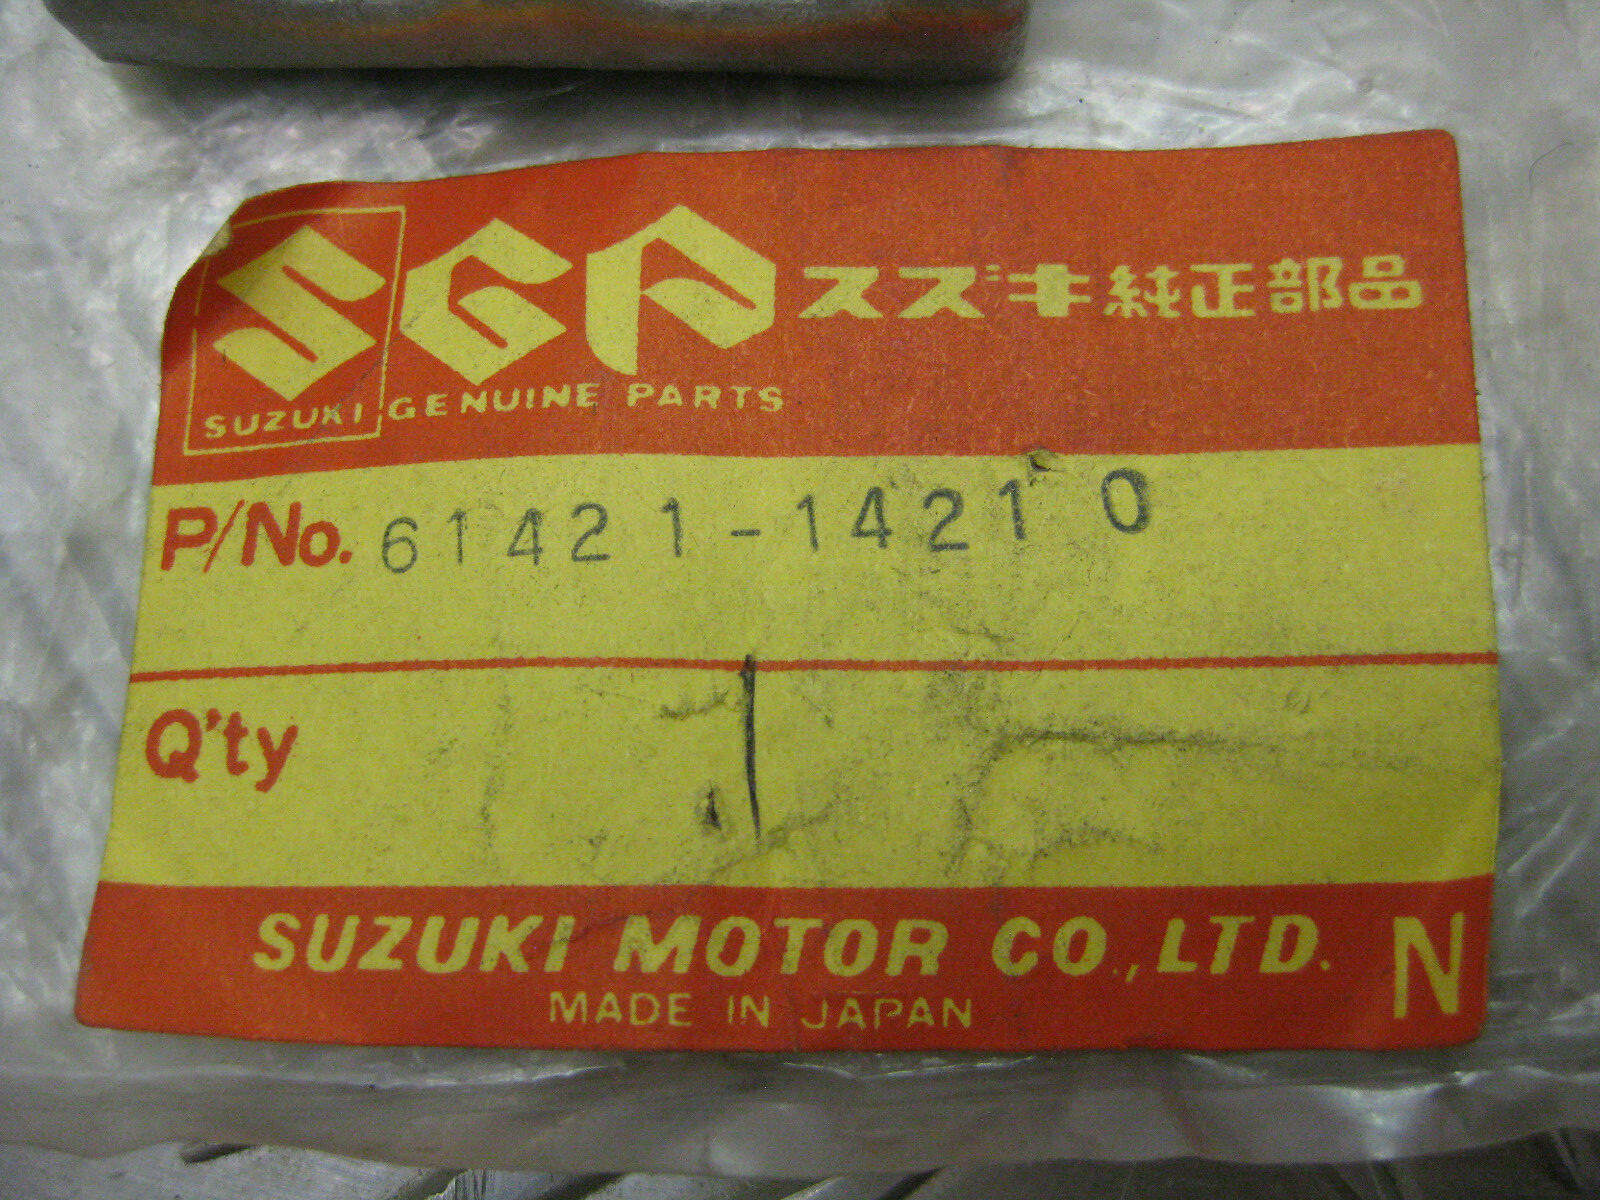 SGP スズキ純正部品
SUZUKI GENUINE PARTS
P/No. 61421-14210
Q'ty 1
SUZUKI MOTOR CO., LTD. N
MADE IN JAPAN